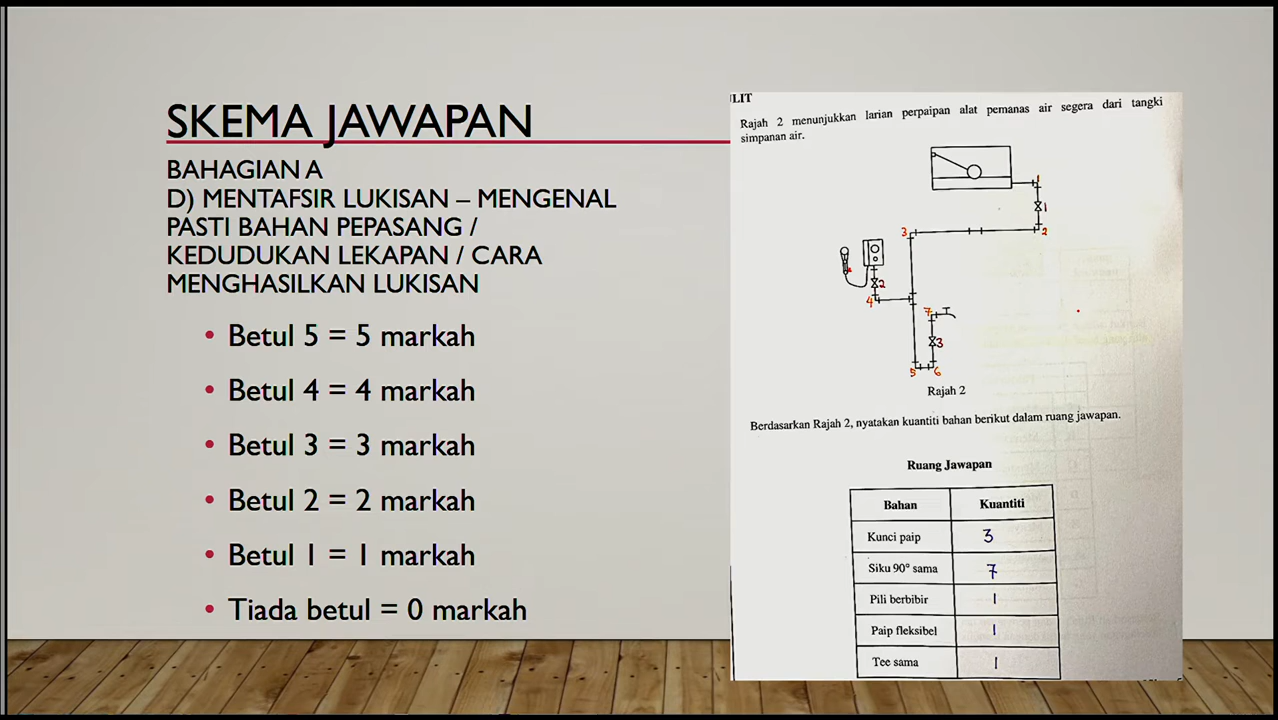 SKEMA JAWAPAN
BAHAGIAN A
D) MENTAFSIR LUKISAN – MENGENAL
PASTI BAHAN PEPASANG /
KEDUDUKAN LEKAPAN / CARA
MENGHASILKAN LUKISAN
• Betul 5 = 5 markah
• Betul 4 = 4 markah
• Betul 3 = 3 markah
• Betul 2 = 2 markah
• Betul 1 = 1 markah
• Tiada betul = 0 markah
LIT
Rajah 2 menunjukkan larian perpaipan alat pemanas air segera dari tangki
simpanan air.
1
1
3
2
2
4
7
3
5 6
Rajah 2
Berdasarkan Rajah 2, nyatakan kuantiti bahan berikut dalam ruang jawapan.
Ruang Jawapan
Bahan Kuantiti
Kunci paip 3
Siku 90° sama 7
Pili berbibir 1
Paip fleksibel 1
Tee sama 1